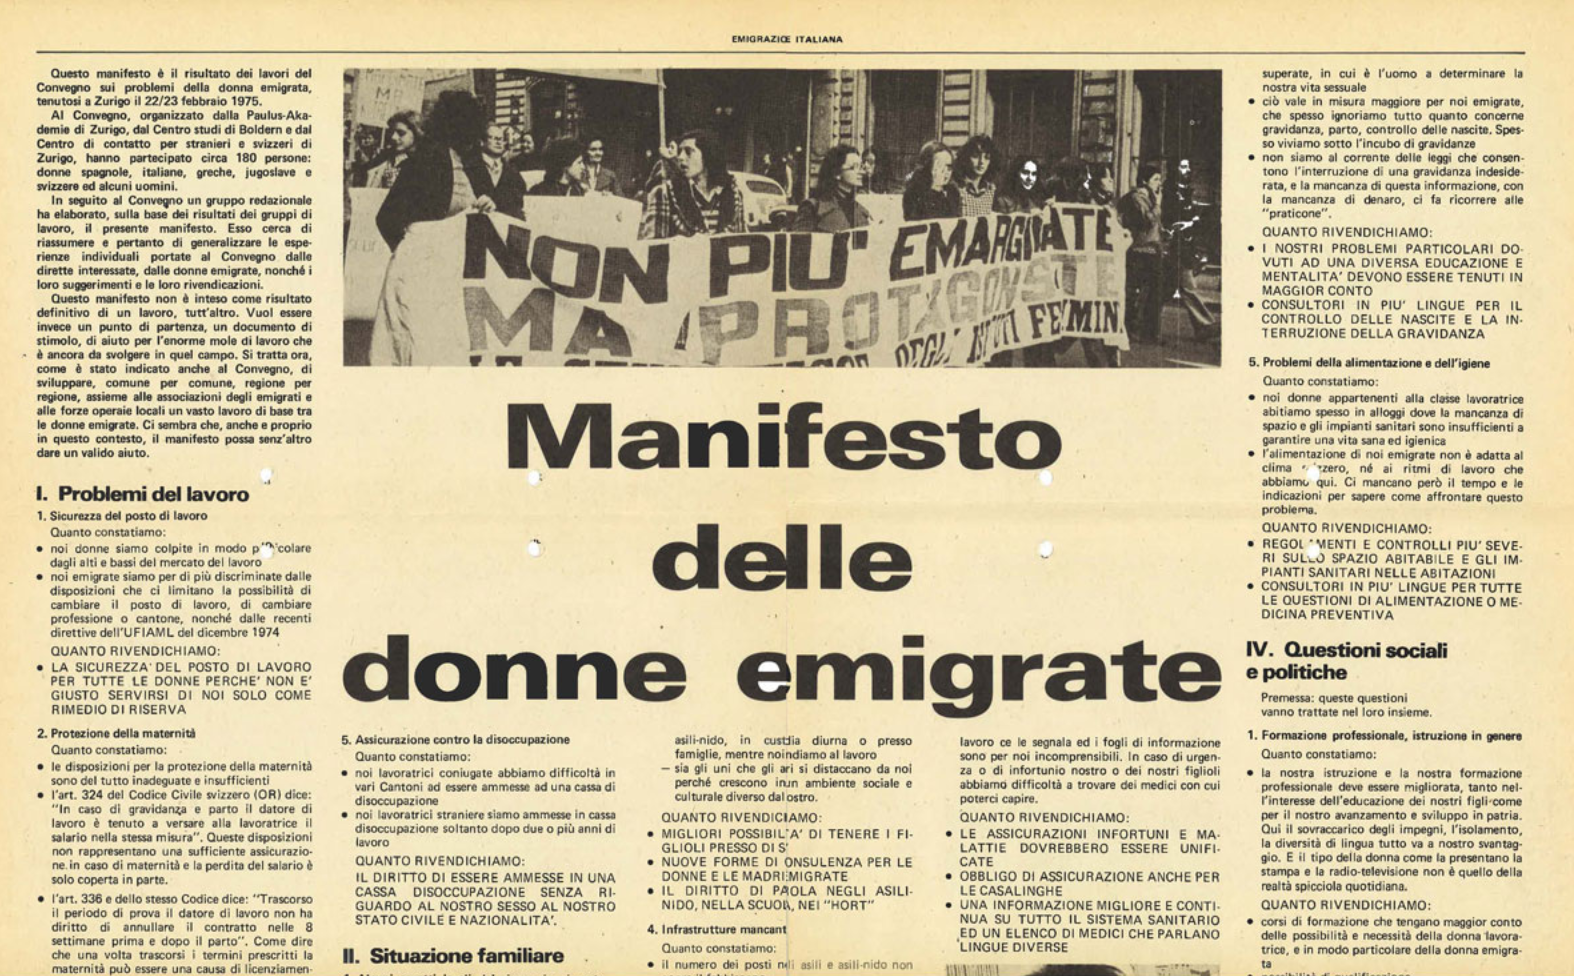 EMIGRAZIONE ITALIANA
Questo manifesto è il risultato dei lavori del
Convegno sui problemi della donna emigrata,
tenutosi a Zurigo il 22/23 febbraio 1975.
Al Convegno, organizzato dalla Paulus-Aka-
demie di Zurigo, dal Centro studi di Boldern e dal
Centro di contatto per stranieri e svizzeri di
Zurigo, hanno partecipato circa 180 persone:
donne spagnole, italiane, greche, jugoslave e
svizzere ed alcuni uomini.
In seguito al Convegno un gruppo redazionale
ha elaborato, sulla base dei risultati dei gruppi di
lavoro, il presente manifesto. Esso cerca di
riassumere e pertanto di generalizzare le espe-
rienze individuali portate al Convegno dalle
dirette interessate, dalle donne emigrate, nonché i
loro suggerimenti e le loro rivendicazioni.
Questo manifesto non è inteso come risultato
definitivo di un lavoro, tutt'altro. Vuol essere
invece un punto di partenza, un documento di
stimolo, di aiuto per l'enorme mole di lavoro che
è ancora da svolgere in quel campo. Si tratta ora,
come è stato indicato anche al Convegno, di
sviluppare, comune per comune, regione per
regione, assieme alle associazioni degli emigrati e
alle forze operaie locali un vasto lavoro di base tra
le donne emigrate. Ci sembra che, anche e proprio
in questo contesto, il manifesto possa senz'altro
dare un valido aiuto.
I. Problemi del lavoro
1. Sicurezza del posto di lavoro
Quanto constatiamo:
• noi donne siamo colpite in modo p colare
dagli alti e bassi del mercato del lavoro
• noi emigrate siamo per di più discriminate dalle
disposizioni che ci limitano la possibilità di
cambiare il posto di lavoro, di cambiare
professione o cantone, nonché dalle recenti
direttive dell'UFIAML del dicembre 1974
QUANTO RIVENDICHIAMO:
• LA SICUREZZA DEL POSTO DI LAVORO
PER TUTTE LE DONNE PERCHE' NON E'
GIUSTO SERVIRSI DI NOI SOLO COME
RIMEDIO DI RISERVA
2. Protezione della maternità
Quanto constatiamo:
• le disposizioni per la protezione della maternità
sono del tutto inadeguate e insufficienti
• l'art. 324 del Codice Civile svizzero (OR) dice:
"In caso di gravidanza e parto il datore di
lavoro è tenuto a versare alla lavoratrice il
salario nella stessa misura". Queste disposizioni
non rappresentano una sufficiente assicurazio-
ne in caso di maternità e la perdita del salario è
solo coperta in parte.
• l'art. 336 e dello stesso Codice dice: "Trascorso
il periodo di prova il datore di lavoro non ha
diritto di annullare il contratto nelle 8
settimane prima e dopo il parto". Come dire
che una volta trascorsi i termini prescritti la
maternità può essere una causa di licenziamen-
NON PIU' EMARGINATE
MA PROTAGONISTE
DEGLI ISTITUTI FEMMIN
Manifesto
delle
donne emigrate
5. Assicurazione contro la disoccupazione
Quanto constatiamo:
• noi lavoratrici coniugate abbiamo difficoltà in
vari Cantoni ad essere ammesse ad una cassa di
disoccupazione
• noi lavoratrici straniere siamo ammesse in cassa
disoccupazione soltanto dopo due o più anni di
lavoro
QUANTO RIVENDICHIAMO:
IL DIRITTO DI ESSERE AMMESSE IN UNA
CASSA DISOCCUPAZIONE SENZA RI-
GUARDO AL NOSTRO SESSO AL NOSTRO
STATO CIVILE E NAZIONALITA'.
II. Situazione familiare
asili-nido, in custdia diurna o presso
famiglie, mentre noindiamo al lavoro
— sia gli uni che gli ari si distaccano da noi
perché crescono inun ambiente sociale e
culturale diverso dal ostro.
QUANTO RIVENDICIAMO:
• MIGLIORI POSSIBIL'A' DI TENERE I FI-
GLIOLI PRESSO DI S'
• NUOVE FORME DI ONSULENZA PER LE
DONNE E LE MADRI MIGRATE
• IL DIRITTO DI PAOLA NEGLI ASILI-
NIDO, NELLA SCUOL, NEI "HORT"
4. Infrastrutture mancant
Quanto constatiamo:
• il numero dei posti n li asili e asili-nido non
lavoro ce le segnala ed i fogli di informazione
sono per noi incomprensibili. In caso di urgen-
za o di infortunio nostro o dei nostri figlioli
abbiamo difficoltà a trovare dei medici con cui
poterci capire.
QUANTO RIVENDICHIAMO:
• LE ASSICURAZIONI INFORTUNI E MA-
LATTIE DOVREBBERO ESSERE UNIFI-
CATE
• OBBLIGO DI ASSICURAZIONE ANCHE PER
LE CASALINGHE
• UNA INFORMAZIONE MIGLIORE E CONTI-
NUA SU TUTTO IL SISTEMA SANITARIO
ED UN ELENCO DI MEDICI CHE PARLANO
LINGUE DIVERSE
superate, in cui è l'uomo a determinare la
nostra vita sessuale
• ciò vale in misura maggiore per noi emigrate,
che spesso ignoriamo tutto quanto concerne
gravidanza, parto, controllo delle nascite. Spes-
so viviamo sotto l'incubo di gravidanze
• non siamo al corrente delle leggi che consen-
tono l'interruzione di una gravidanza indeside-
rata, e la mancanza di questa informazione, con
la mancanza di denaro, ci fa ricorrere alle
"praticone".
QUANTO RIVENDICHIAMO:
• I NOSTRI PROBLEMI PARTICOLARI DO-
VUTI AD UNA DIVERSA EDUCAZIONE E
MENTALITA' DEVONO ESSERE TENUTI IN
MAGGIOR CONTO
• CONSULTORI IN PIU' LINGUE PER IL
CONTROLLO DELLE NASCITE E LA IN-
TERRUZIONE DELLA GRAVIDANZA
5. Problemi della alimentazione e dell'igiene
Quanto constatiamo:
• noi donne appartenenti alla classe lavoratrice
abitiamo spesso in alloggi dove la mancanza di
spazio e gli impianti sanitari sono insufficienti a
garantire una vita sana ed igienica
• l'alimentazione di noi emigrate non è adatta al
clima zzero, né ai ritmi di lavoro che
abbiamo qui. Ci mancano però il tempo e le
indicazioni per sapere come affrontare questo
problema.
QUANTO RIVENDICHIAMO:
• REGOLAMENTI E CONTROLLI PIU' SEVE-
RI SULLO SPAZIO ABITABILE E GLI IM-
PIANTI SANITARI NELLE ABITAZIONI
• CONSULTORI IN PIU' LINGUE PER TUTTE
LE QUESTIONI DI ALIMENTAZIONE O ME-
DICINA PREVENTIVA
IV. Questioni sociali
e politiche
Premessa: queste questioni
vanno trattate nel loro insieme.
1. Formazione professionale, istruzione in genere
Quanto constatiamo:
• la nostra istruzione e la nostra formazione
professionale deve essere migliorata, tanto nel-
l'interesse dell'educazione dei nostri figli come
per il nostro avanzamento e sviluppo in patria.
Qui il sovraccarico degli impegni, l'isolamento,
la diversità di lingua tutto va a nostro svantag-
gio. E il tipo della donna come la presentano la
stampa e la radio-televisione non è quello della
realtà spicciola quotidiana.
QUANTO RIVENDICHIAMO:
• corsi di formazione che tengano maggior conto
delle possibilità e necessità della donna lavora-
trice, e in modo particolare della donna emigra-
ta